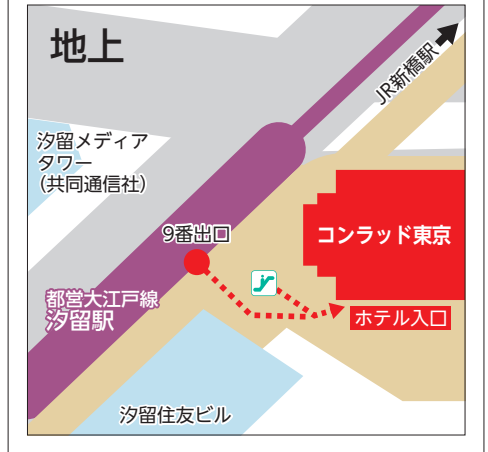 地上
JR新橋駅
汐留メディア
タワー
(共同通信社)
9番出口
コンラッド東京
都営大江戸線
汐留駅
ホテル入口
汐留住友ビル